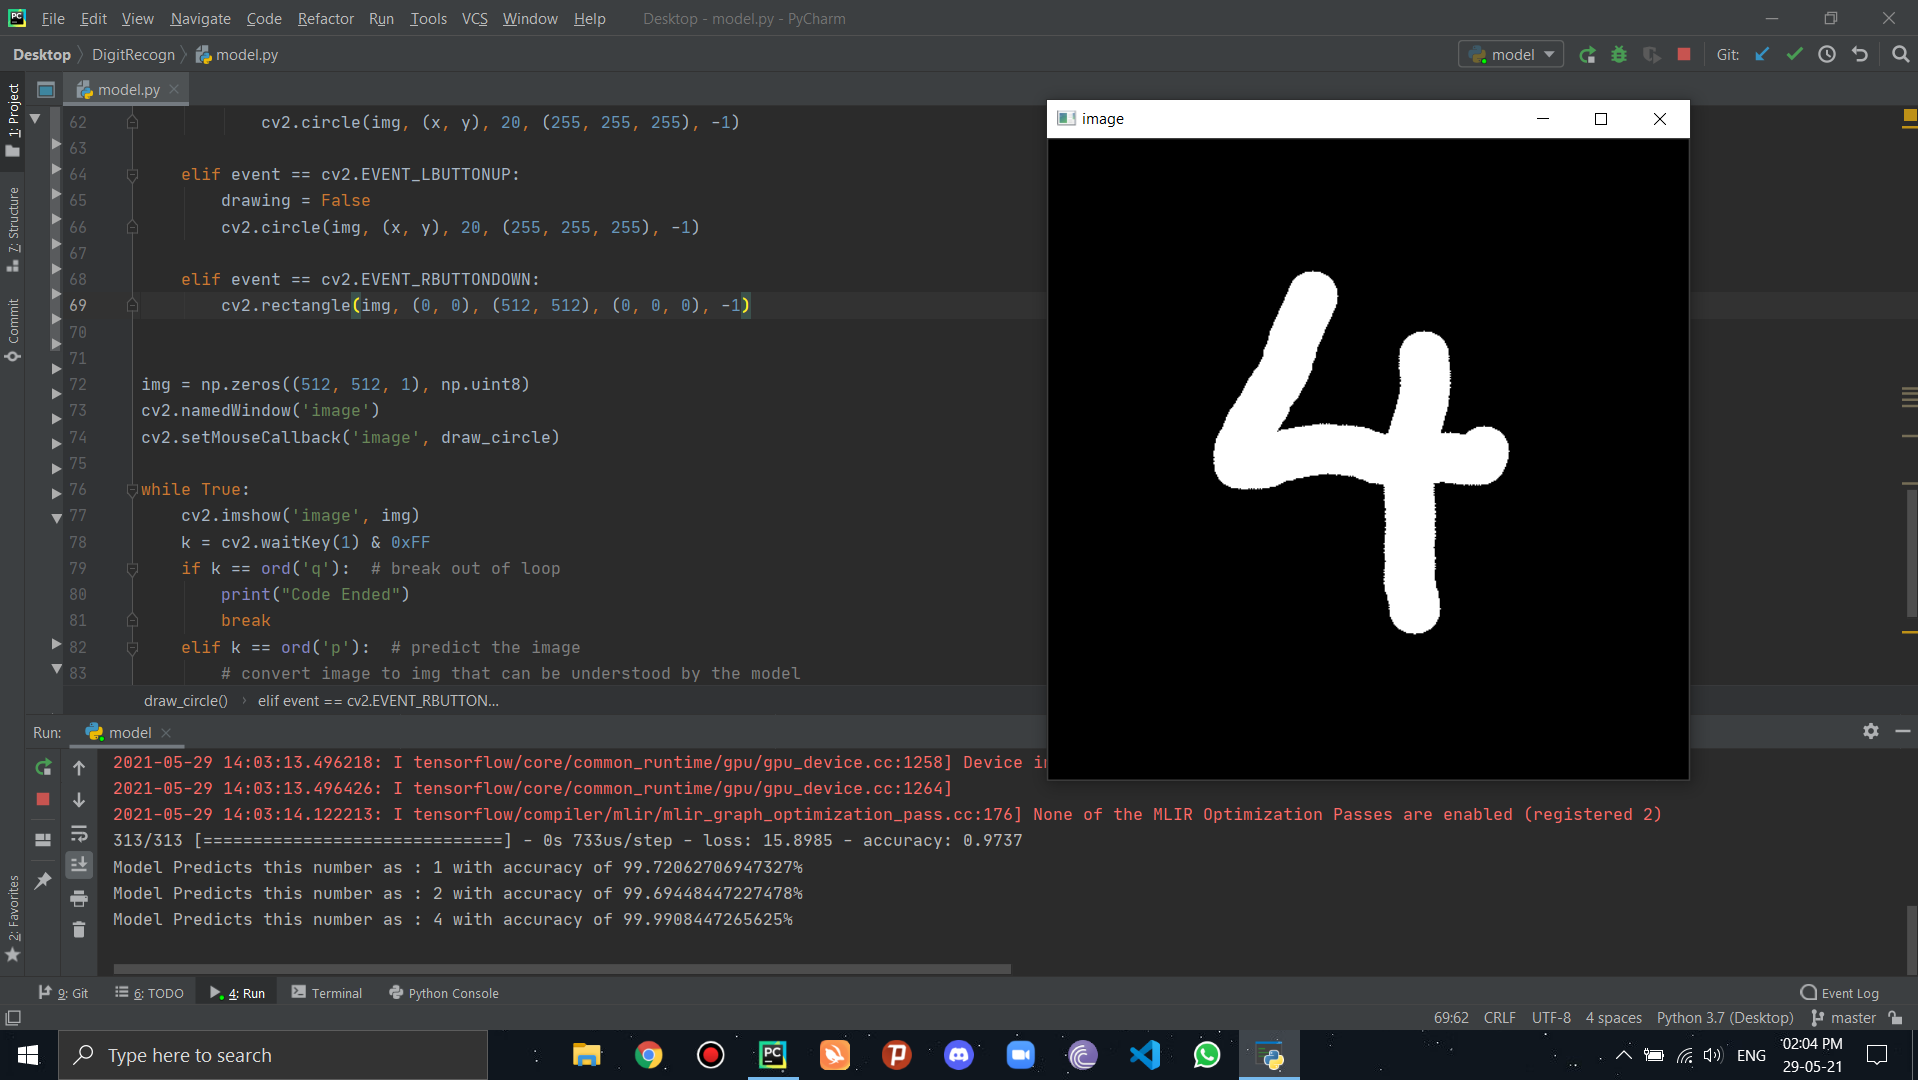 File Edit View Navigate Code Refactor Run Tools VCS Window Help Desktop - model.py - PyCharm
Desktop DigitRecogn model.py model Git:
1: Project
7: Structure
Commit
2: Favorites
model.py
62 cv2.circle(img, (x, y), 20, (255, 255, 255), -1)
63
64 elif event == cv2.EVENT_LBUTTONUP:
65 drawing = False
66 cv2.circle(img, (x, y), 20, (255, 255, 255), -1)
67
68 elif event == cv2.EVENT_RBUTTONDOWN:
69 cv2.rectangle(img, (0, 0), (512, 512), (0, 0, 0), -1)
70
71
72 img = np.zeros((512, 512, 1), np.uint8)
73 cv2.namedWindow('image')
74 cv2.setMouseCallback('image', draw_circle)
75
76 while True:
77 cv2.imshow('image', img)
78 k = cv2.waitKey(1) & 0xFF
79 if k == ord('q'): # break out of loop
80 print("Code Ended")
81 break
82 elif k == ord('p'): # predict the image
83 # convert image to img that can be understood by the model
draw_circle() elif event == cv2.EVENT_RBUTTON...
image
4
Run: model
2021-05-29 14:03:13.496218: I tensorflow/core/common_runtime/gpu/gpu_device.cc:1258] Device
2021-05-29 14:03:13.496426: I tensorflow/core/common_runtime/gpu/gpu_device.cc:1264]
2021-05-29 14:03:14.122213: I tensorflow/compiler/mlir/mlir_graph_optimization_pass.cc:176] None of the MLIR Optimization Passes are enabled (registered 2)
313/313 [==============================] - 0s 733us/step - loss: 15.8985 - accuracy: 0.9737
Model Predicts this number as : 1 with accuracy of 99.72062706947327%
Model Predicts this number as : 2 with accuracy of 99.69448447227478%
Model Predicts this number as : 4 with accuracy of 99.9908447265625%
9: Git 6: TODO 4: Run Terminal Python Console Event Log
69:62 CRLF UTF-8 4 spaces Python 3.7 (Desktop) master
Type here to search
ENG 02:04 PM
29-05-21